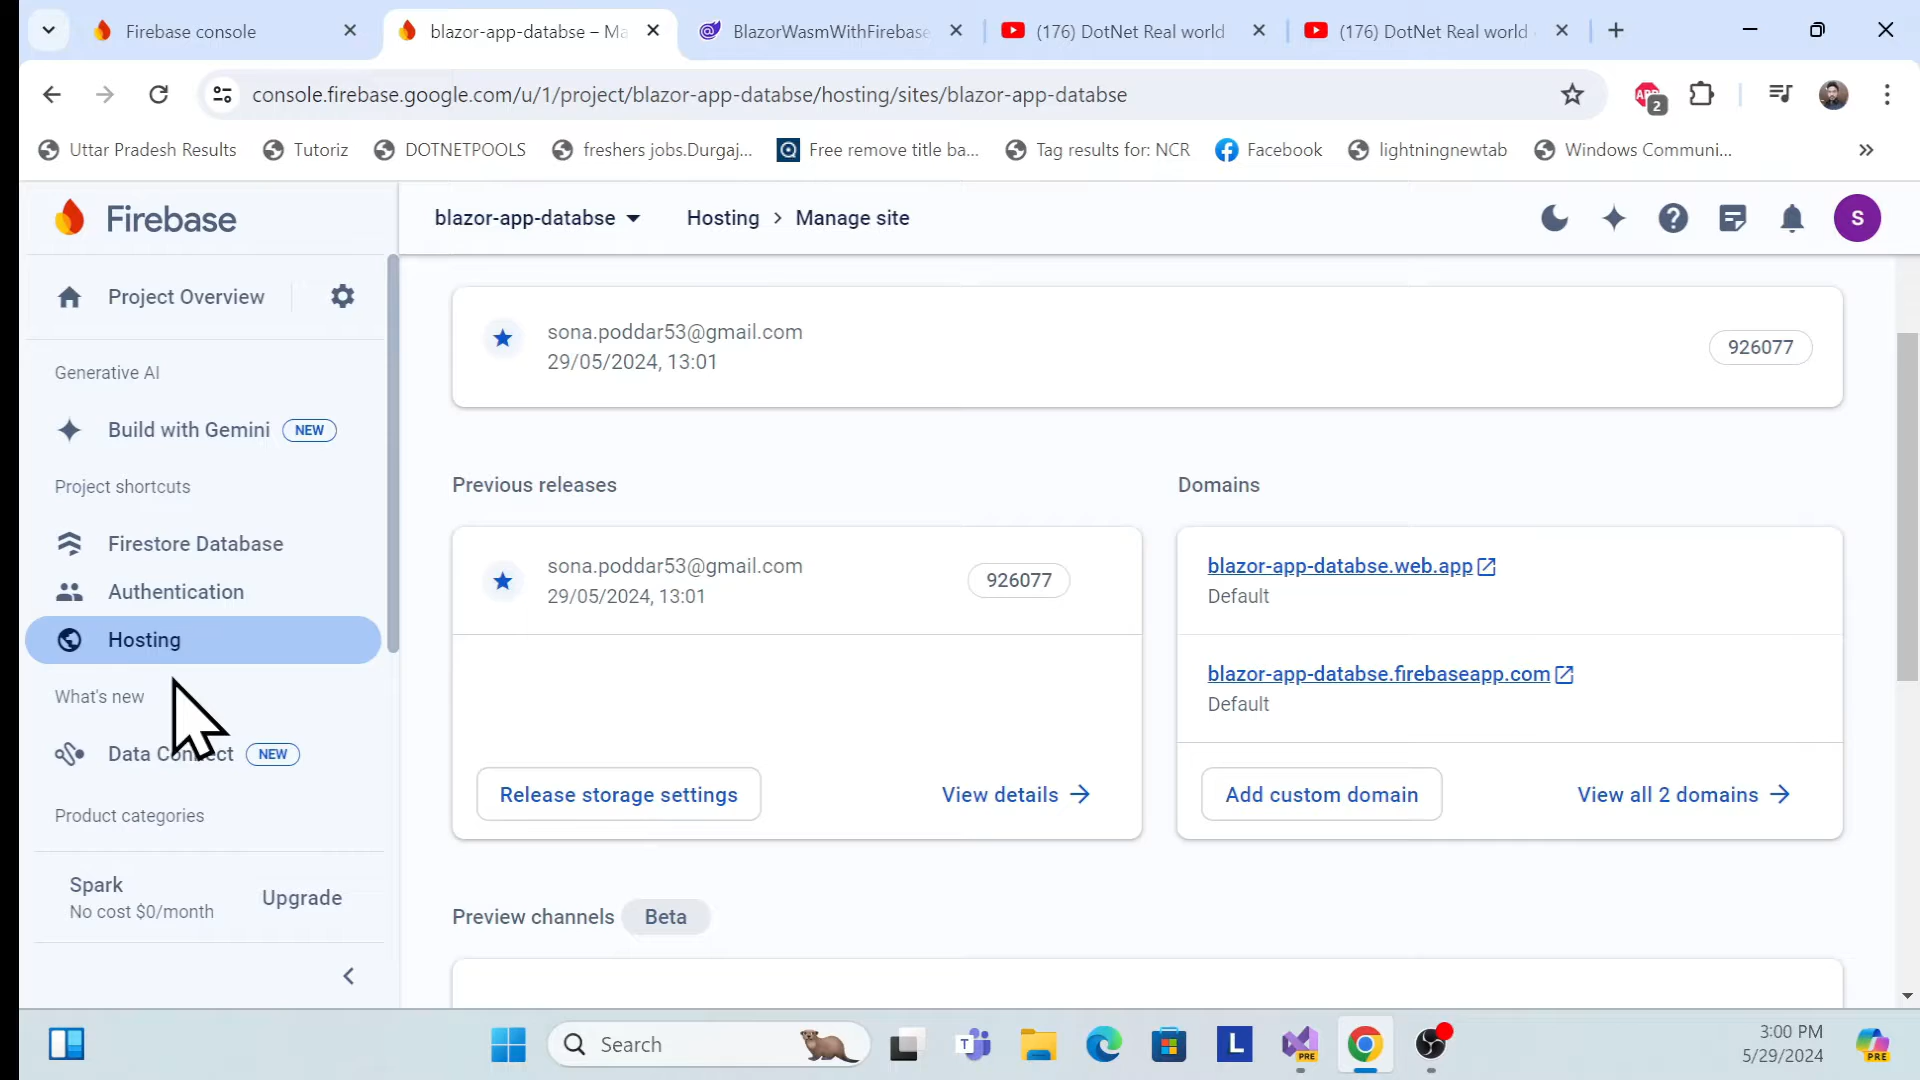 Firebase console
blazor-app-databse – Ma
BlazorWasmWithFirebase
(176) DotNet Real world
(176) DotNet Real world
console.firebase.google.com/u/1/project/blazor-app-databse/hosting/sites/blazor-app-databse
ABP
2
Uttar Pradesh Results
Tutoriz
DOTNETPOOLS
freshers jobs.Durgaj...
Free remove title ba...
Tag results for: NCR
Facebook
lightningnewtab
Windows Communi...
Firebase
blazor-app-databse
Hosting > Manage site
S
Project Overview
Generative AI
Build with Gemini NEW
Project shortcuts
Firestore Database
Authentication
Hosting
What's new
Data Connect NEW
Product categories
Spark
No cost $0/month
Upgrade
sona.poddar53@gmail.com
29/05/2024, 13:01
926077
Previous releases
sona.poddar53@gmail.com
29/05/2024, 13:01
926077
Release storage settings
View details
Domains
blazor-app-databse.web.app
Default
blazor-app-databse.firebaseapp.com
Default
Add custom domain
View all 2 domains
Preview channels Beta
Search
T
L
PRE
3:00 PM
5/29/2024
PRE